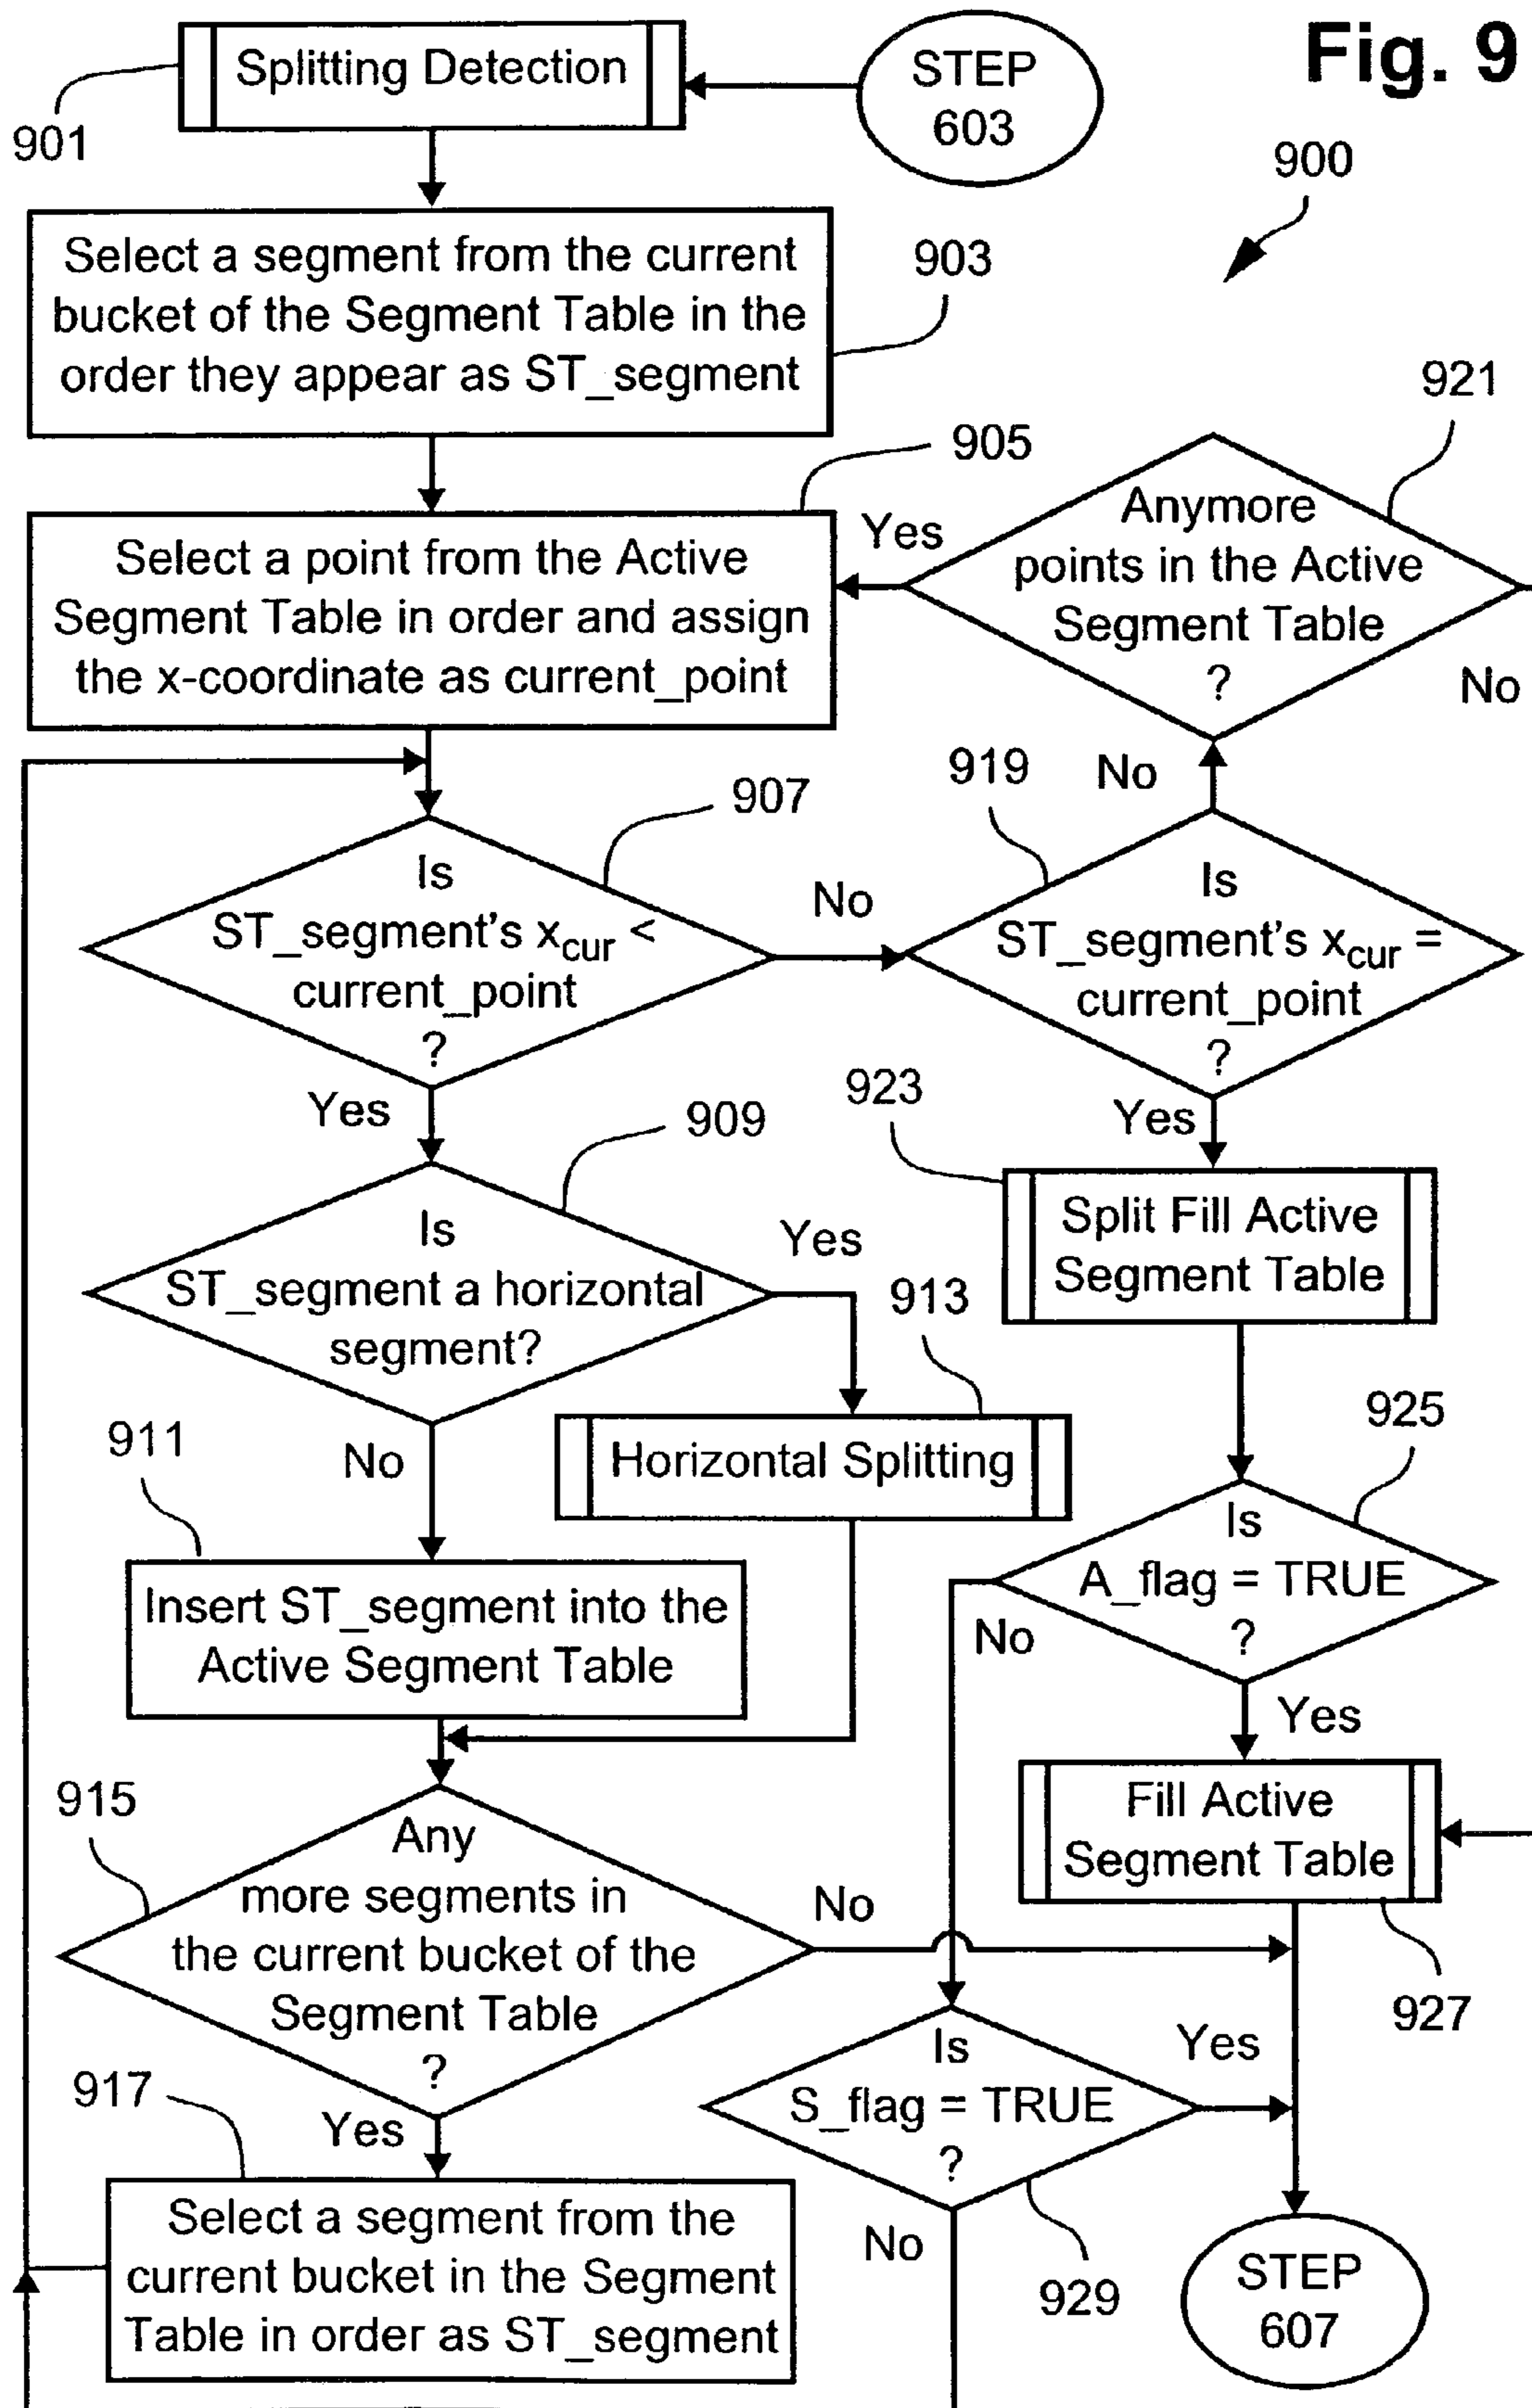 Fig. 9
Splitting Detection
STEP
603
901
900
Select a segment from the current
bucket of the Segment Table in the
order they appear as ST_segment
903
921
905
Select a point from the Active
Segment Table in order and assign
the x-coordinate as current_point
Yes
Anymore
points in the Active
Segment Table
?
No
907
919
No
Is
ST_segment's xcur <
current_point
?
No
Is
ST_segment's xcur =
current_point
?
Yes
909
923
Yes
Is
ST_segment a horizontal
segment?
Yes
913
Split Fill Active
Segment Table
911
No
Horizontal Splitting
925
Is
A_flag = TRUE
?
No
Yes
Insert ST_segment into the
Active Segment Table
915
Any
more segments in
the current bucket of the
Segment Table
?
No
Fill Active
Segment Table
927
Is
S_flag = TRUE
?
Yes
917
Yes
No
929
Select a segment from the
current bucket in the Segment
Table in order as ST_segment
STEP
607